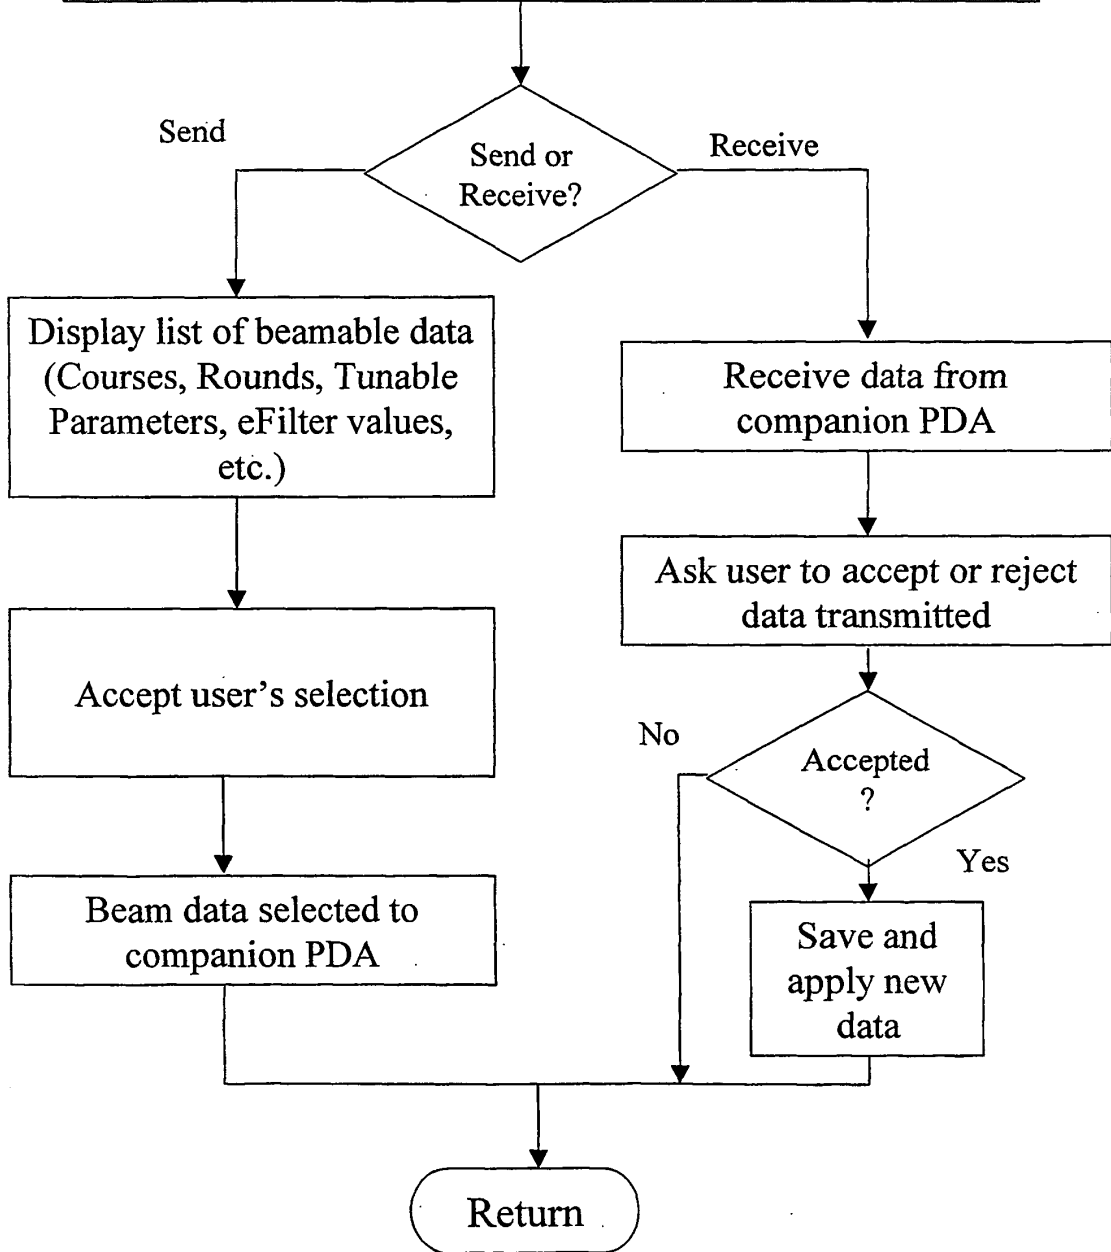 Send or
Receive?
Send
Receive
Display list of beamable data
(Courses, Rounds, Tunable
Parameters, eFilter values,
etc.)
Accept user's selection
Beam data selected to
companion PDA
Receive data from
companion PDA
Ask user to accept or reject
data transmitted
Accepted
?
No
Yes
Save and
apply new
data
Return